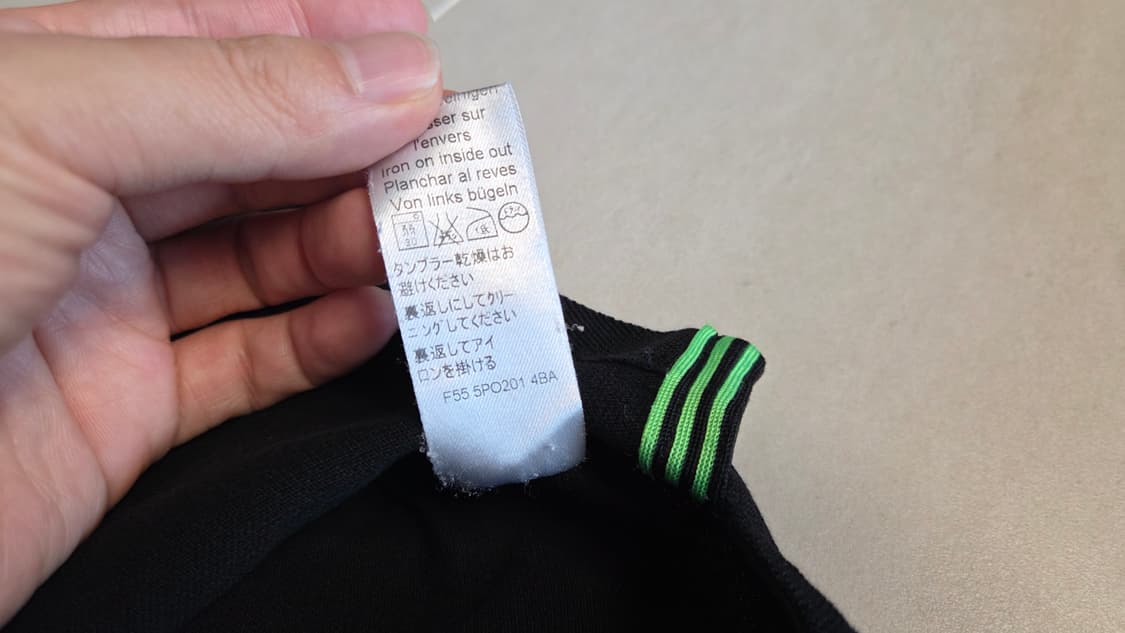 sser sur
l'envers
Iron on inside out
Planchar al reves
Von links bügeln
30
タンブラー乾燥はお
避けください
裏返しにしてクリー
ニングしてください
裏返してアイ
ロンを掛ける
F55 5PO201 4BA